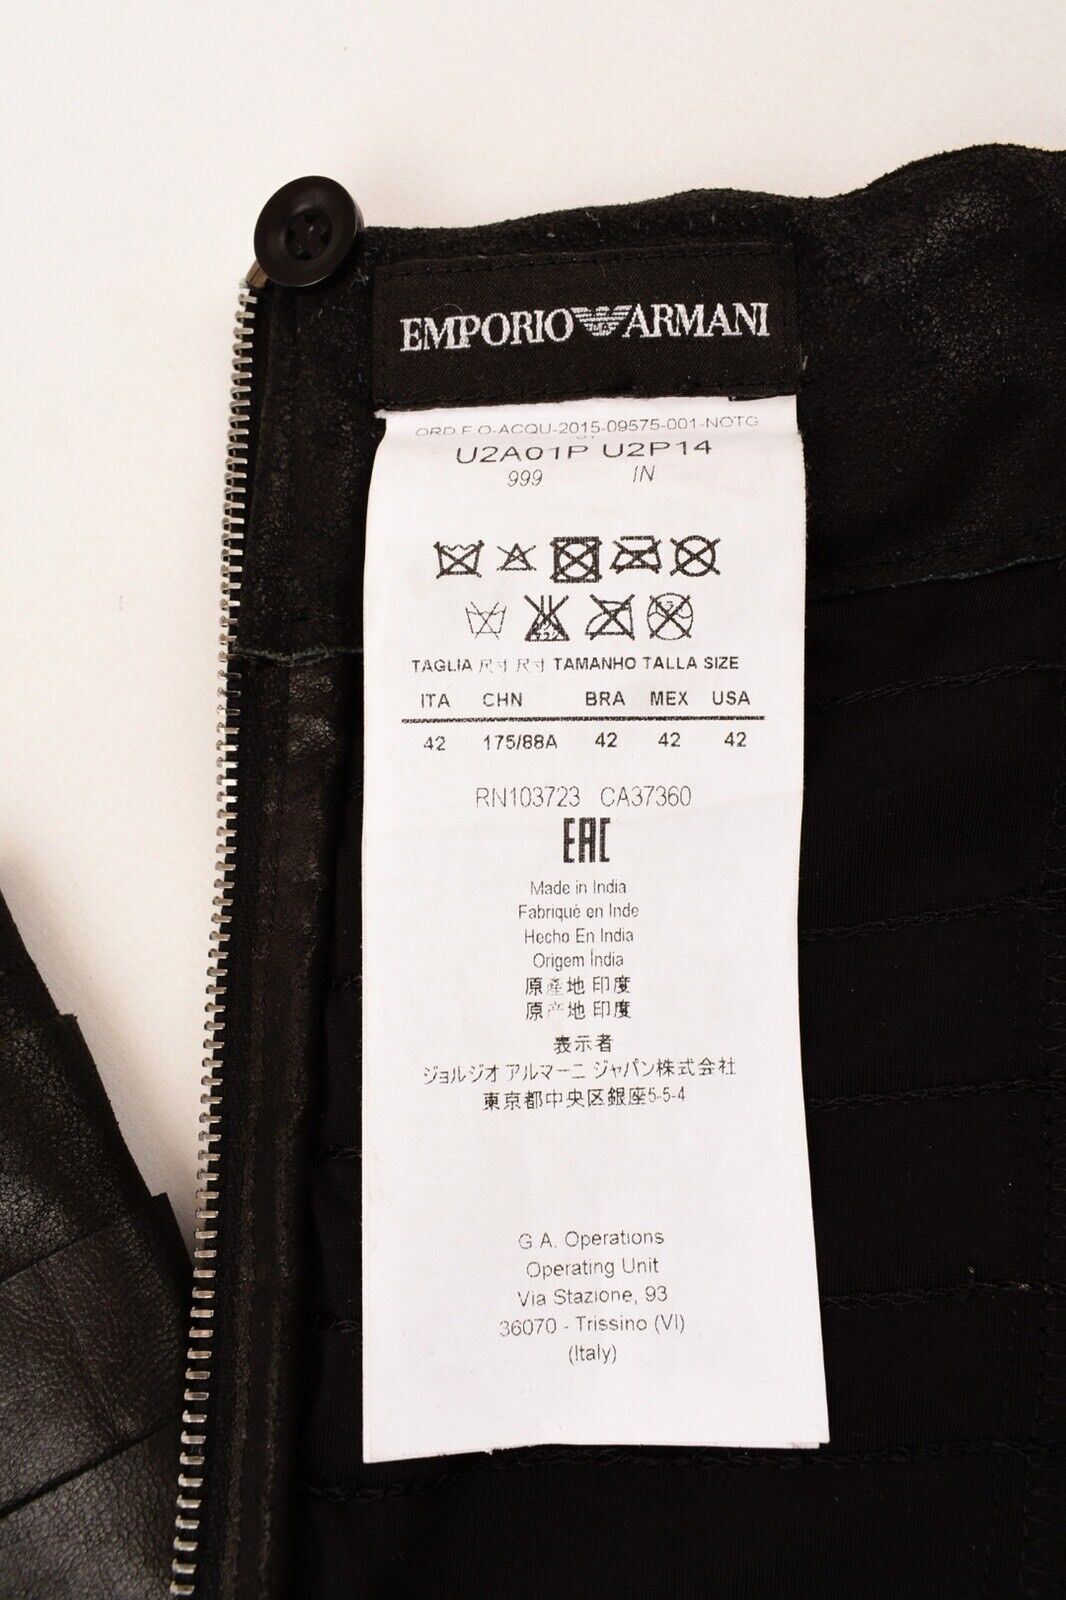 EMPORIO ARMANI
ORD.F.O-ACQU-2015-09575-001-NOTG
U2A01P U2P14
999 IN
TAGLIA 尺寸 尺寸 TAMANHO TALLA SIZE
ITA CHN BRA MEX USA
42 175/88A 42 42 42
RN103723 CA37360
EAC
Made in India
Fabriqué en Inde
Hecho En India
Origem Índia
原產地 印度
原产地 印度
表示者
ジョルジオ アルマーニ ジャパン株式会社
東京都中央区銀座5-5-4
G.A. Operations
Operating Unit
Via Stazione, 93
36070 - Trissino (VI)
(Italy)